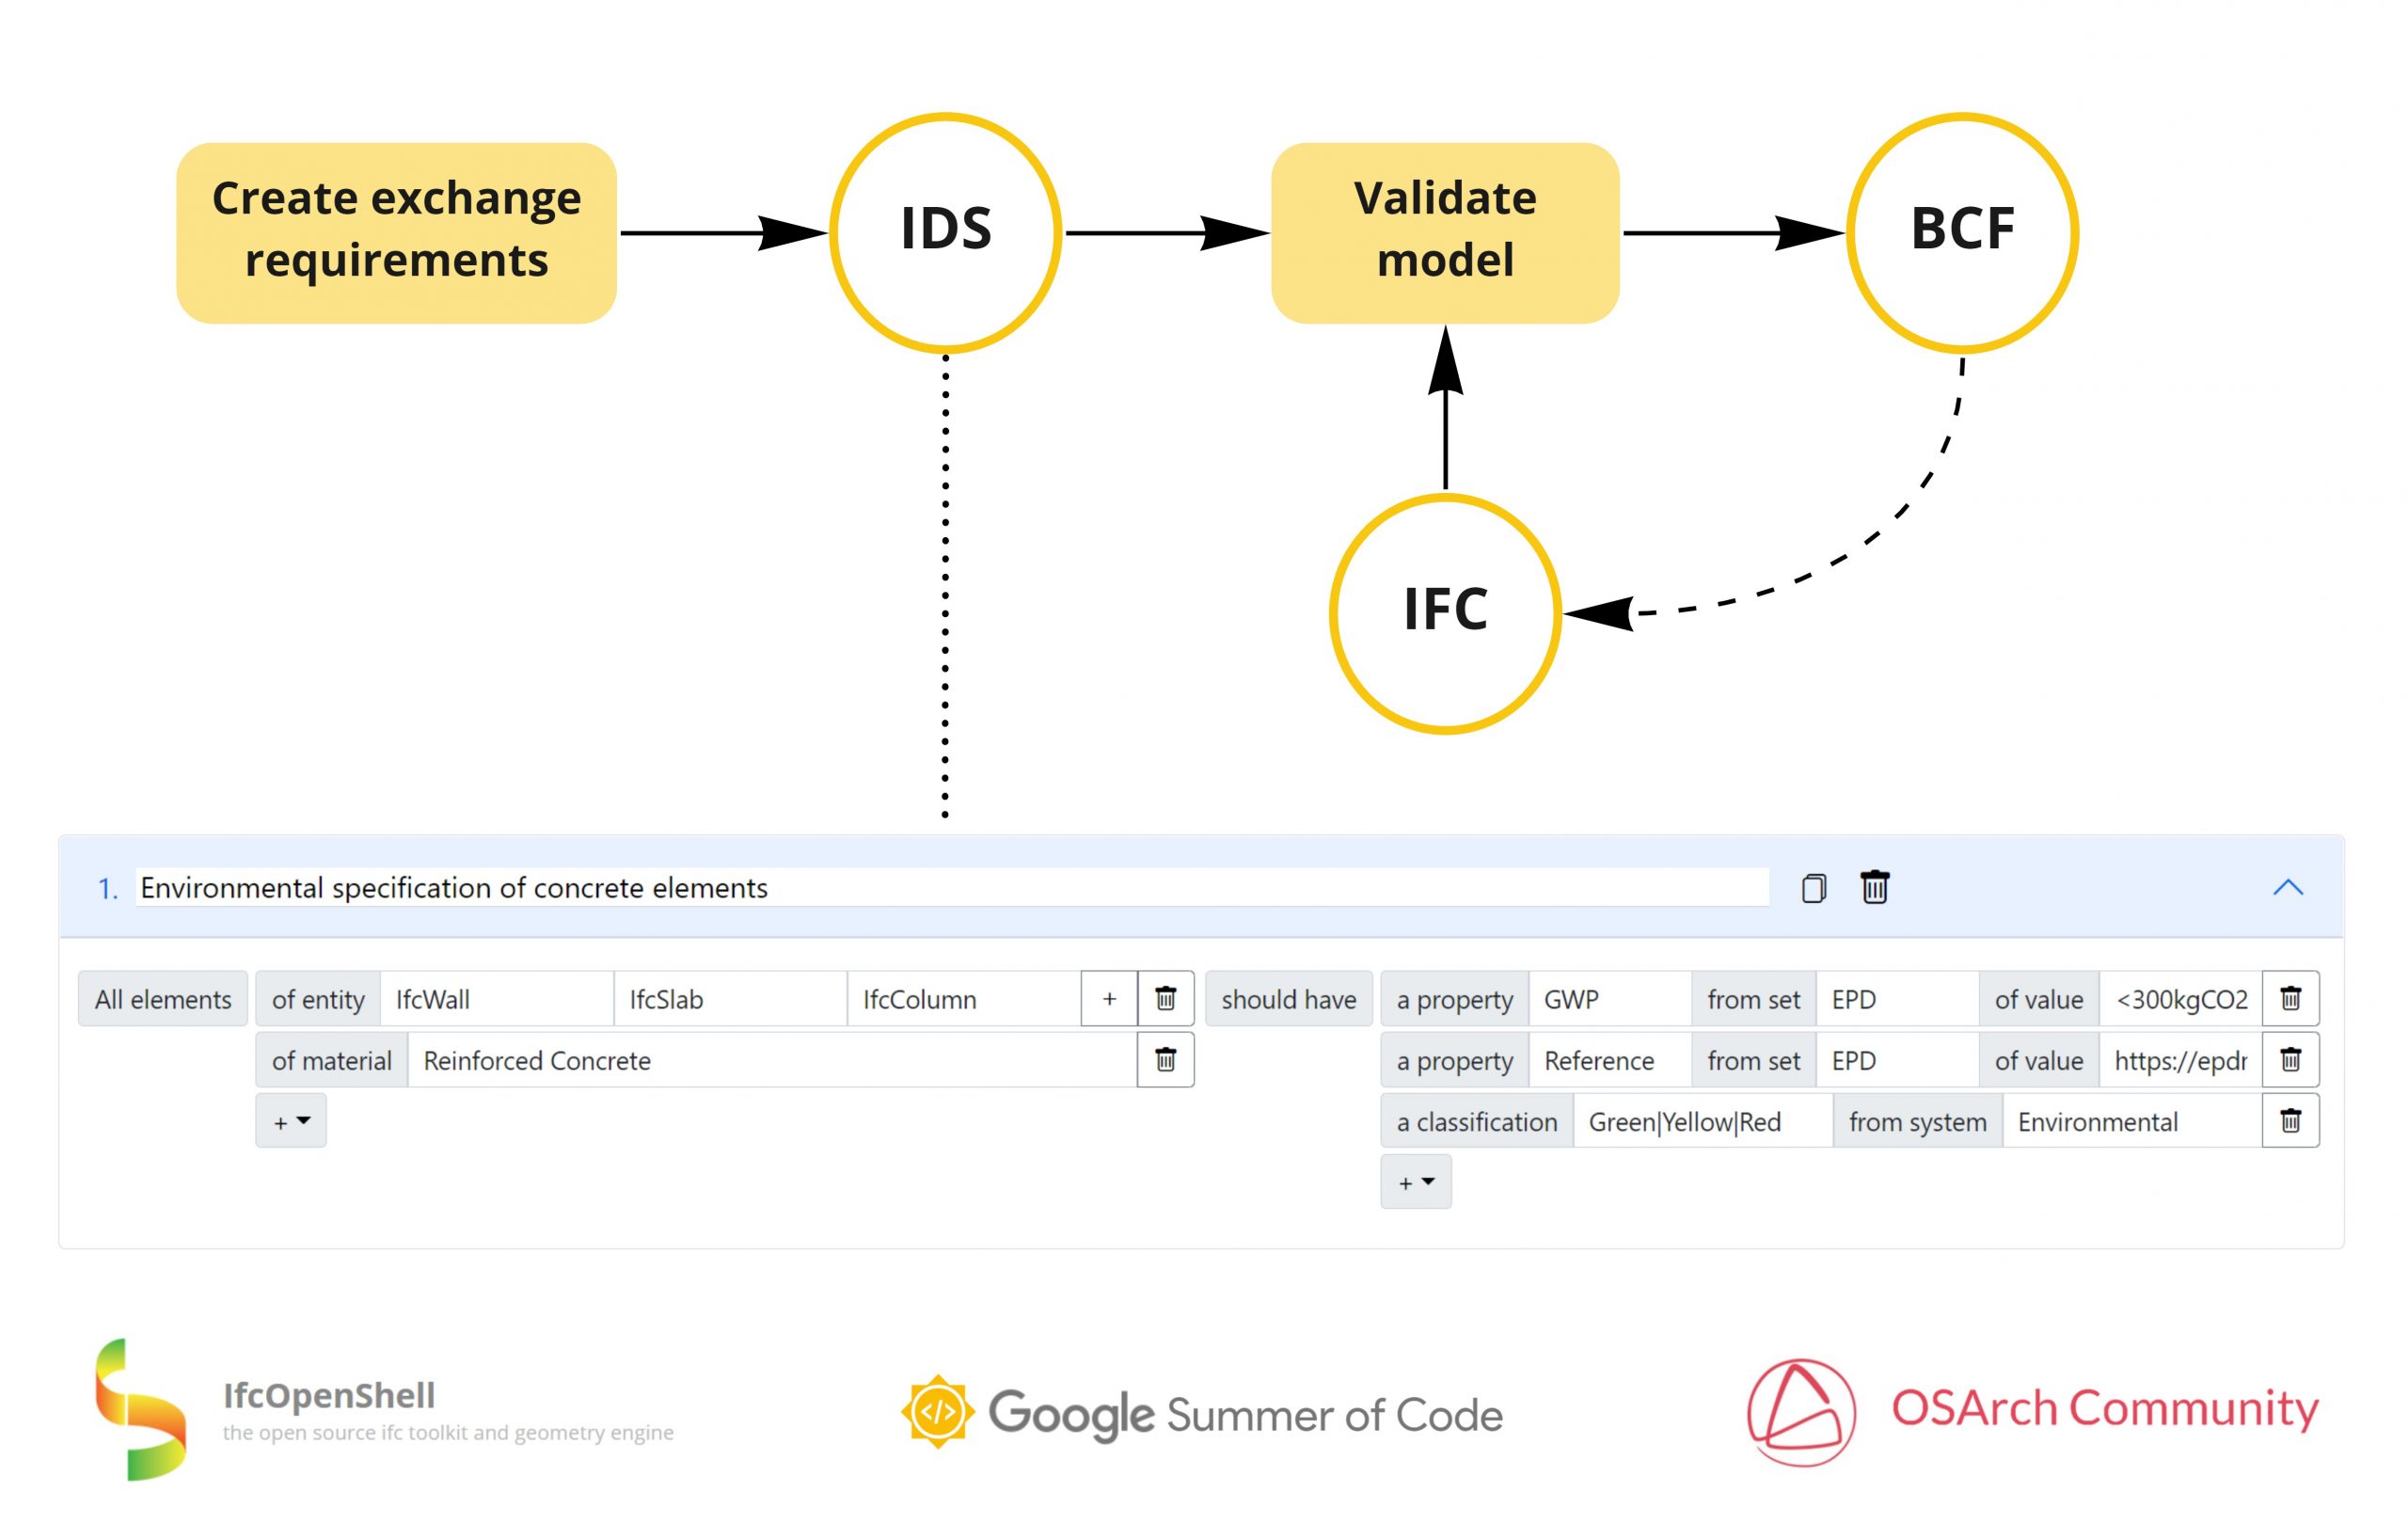 Create exchange
requirements
IDS
Validate
model
BCF
IFC
1. Environmental specification of concrete elements
All elements of entity IfcWall IfcSlab IfcColumn + should have a property GWP from set EPD of value <300kgCO2
of material Reinforced Concrete a property Reference from set EPD of value https://epdr
+ a classification Green|Yellow|Red from system Environmental
+
IfcOpenShell
the open source ifc toolkit and geometry engine
</> Google Summer of Code
OSArch Community